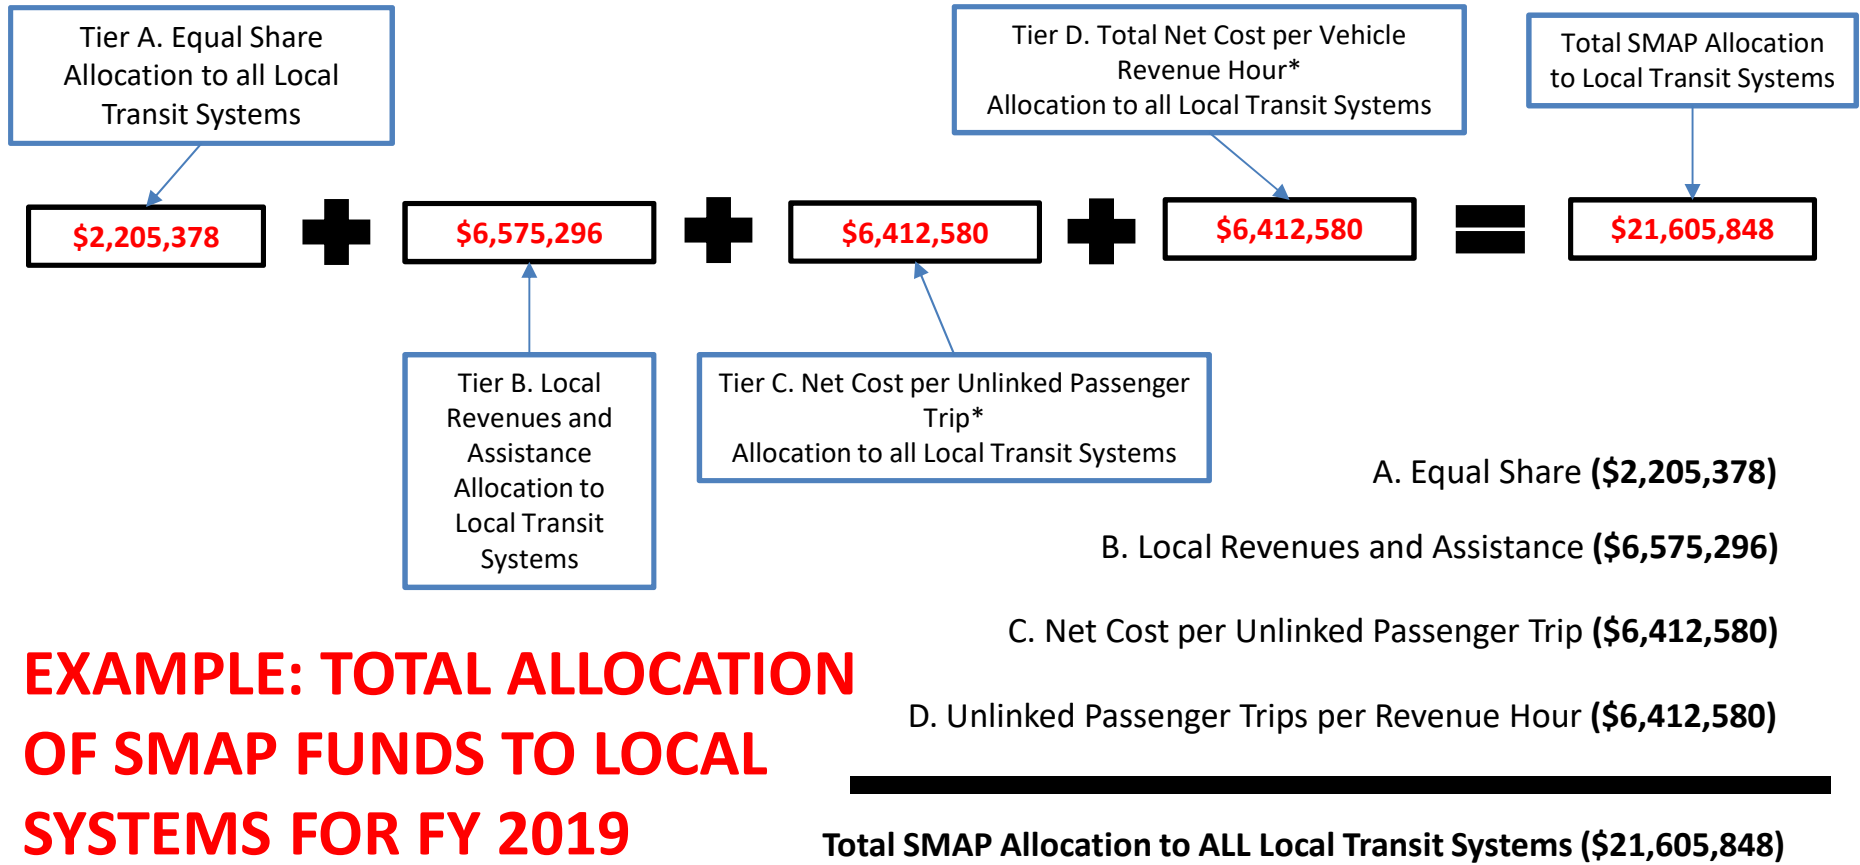 Tier A. Equal Share
Allocation to all Local
Transit Systems
Tier D. Total Net Cost per Vehicle
Revenue Hour*
Allocation to all Local Transit Systems
Total SMAP Allocation
to Local Transit Systems
$2,205,378
$6,575,296
$6,412,580
$6,412,580
$21,605,848
Tier B. Local
Revenues and
Assistance
Allocation to
Local Transit
Systems
Tier C. Net Cost per Unlinked Passenger
Trip*
Allocation to all Local Transit Systems
A. Equal Share ($2,205,378)
B. Local Revenues and Assistance ($6,575,296)
C. Net Cost per Unlinked Passenger Trip ($6,412,580)
D. Unlinked Passenger Trips per Revenue Hour ($6,412,580)
Total SMAP Allocation to ALL Local Transit Systems ($21,605,848)
EXAMPLE: TOTAL ALLOCATION
OF SMAP FUNDS TO LOCAL
SYSTEMS FOR FY 2019